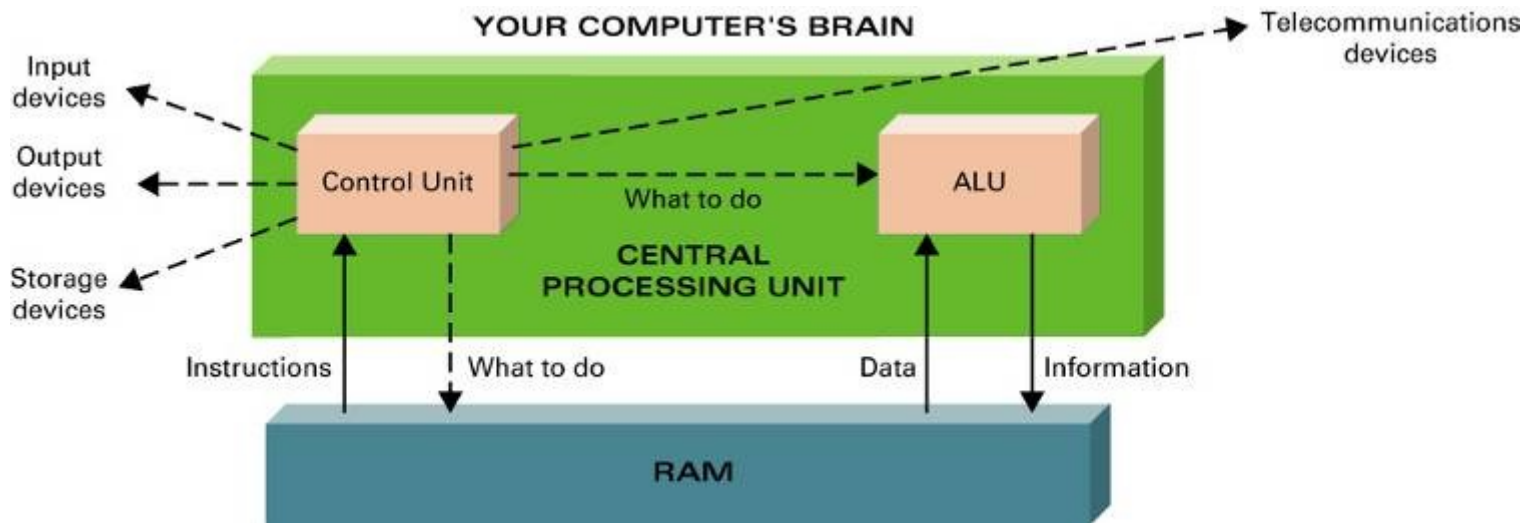 YOUR COMPUTER'S BRAIN
Telecommunications
devices
Input
devices
Output
devices
Storage
devices
Control Unit
What to do
ALU
CENTRAL
PROCESSING UNIT
Instructions
What to do
Data
Information
RAM